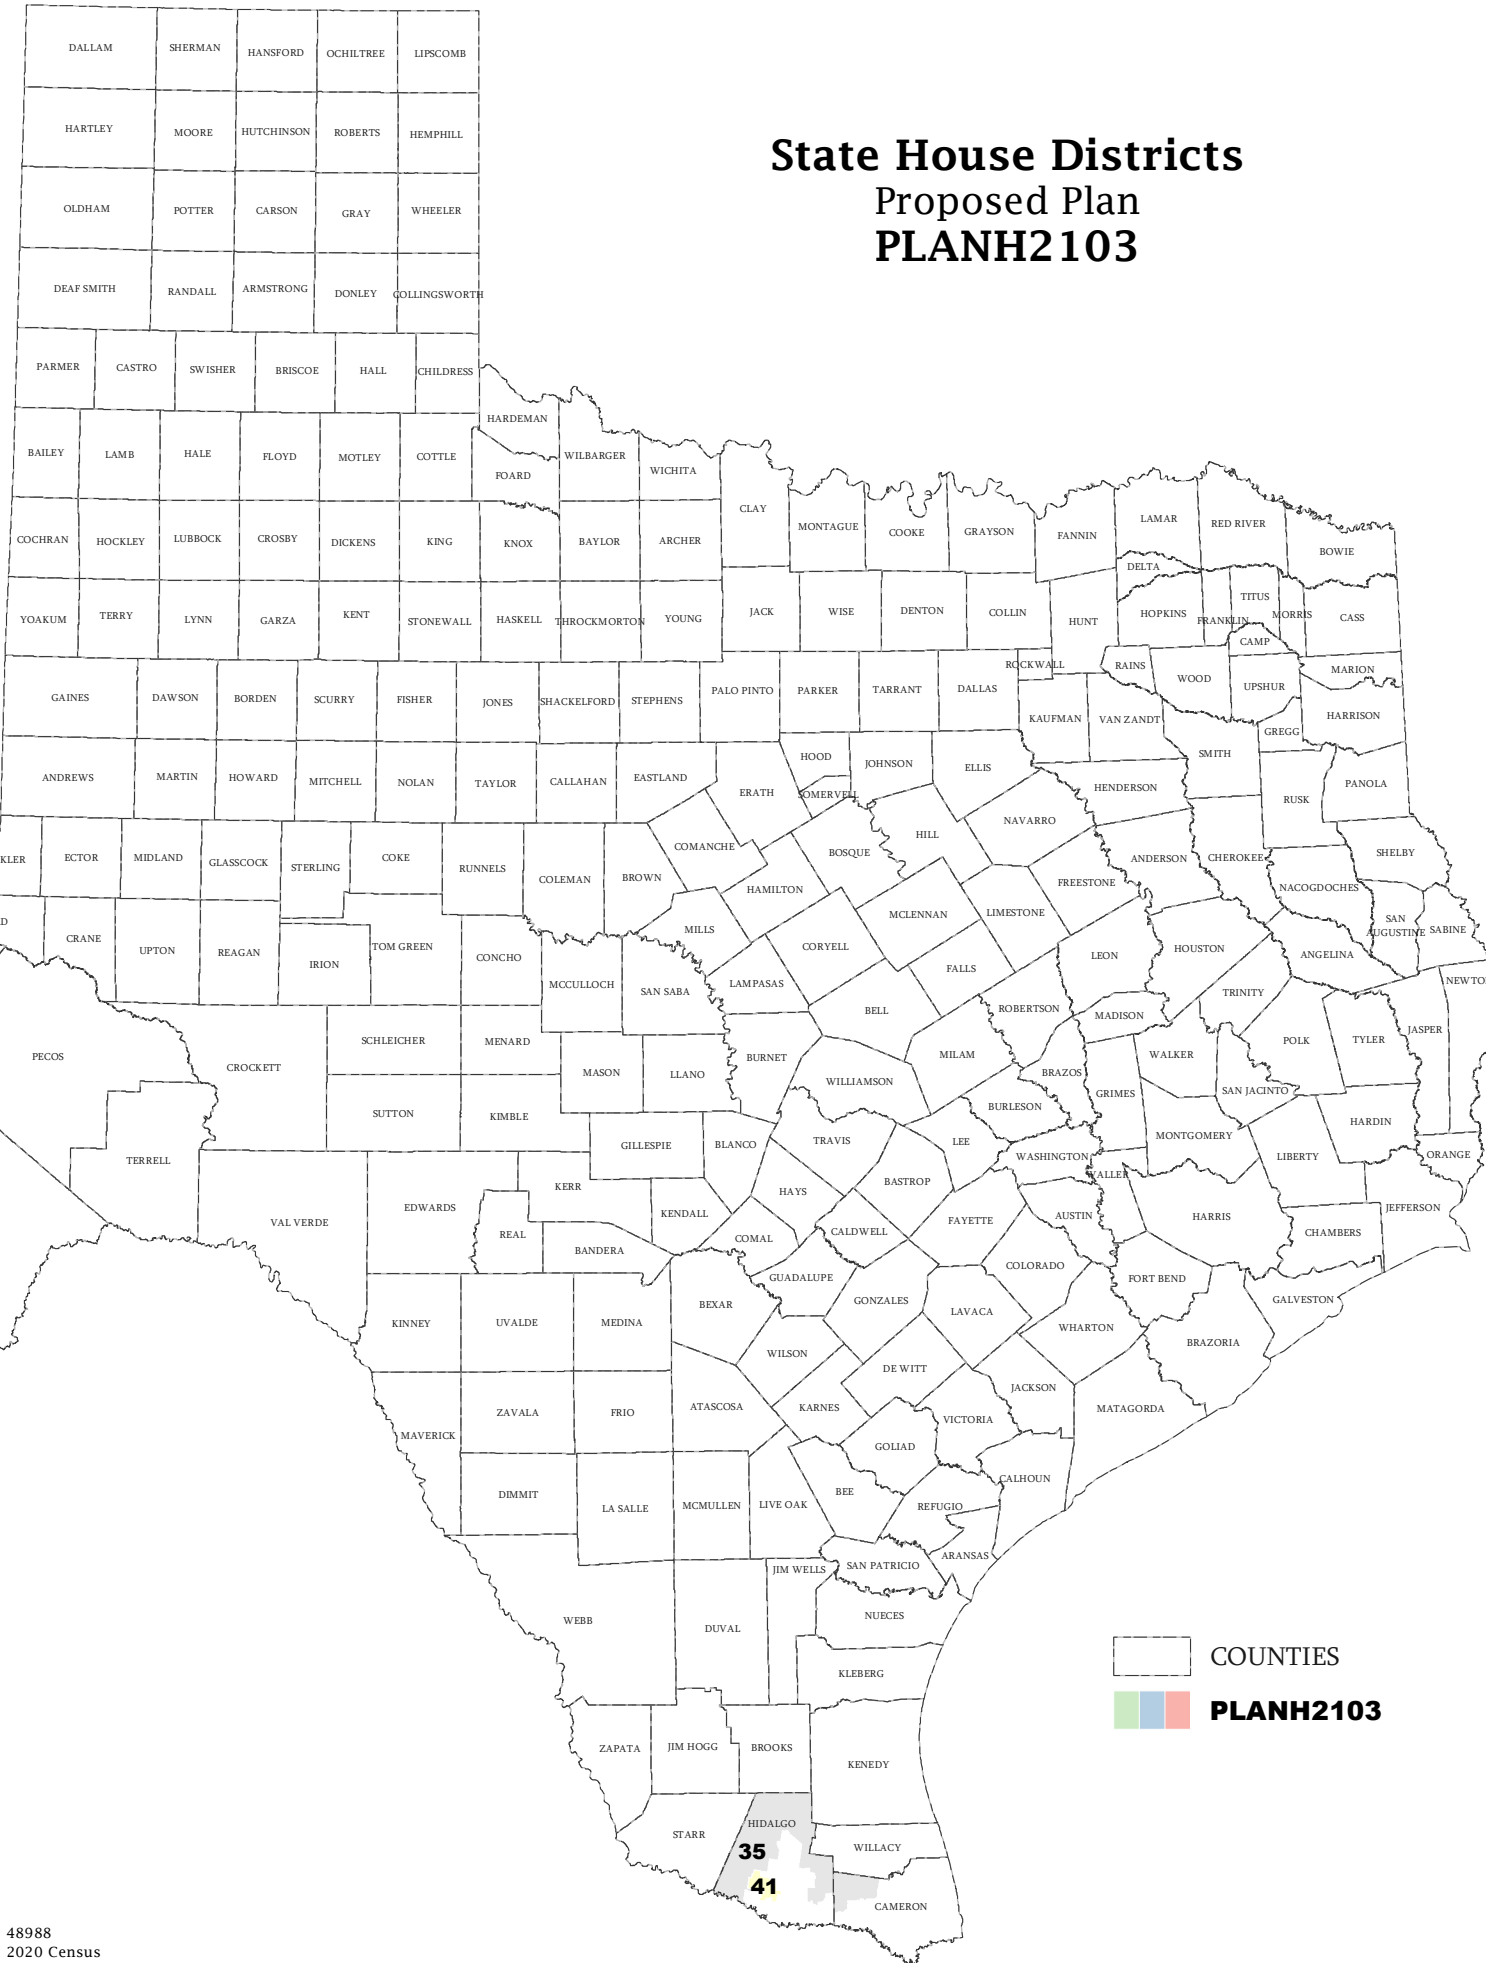 State House Districts
Proposed Plan
PLANH2103
DALLAM
SHERMAN
HANSFORD
OCHILTREE
LIPSCOMB
HARTLEY
MOORE
HUTCHINSON
ROBERTS
HEMPHILL
OLDHAM
POTTER
CARSON
GRAY
WHEELER
DEAF SMITH
RANDALL
ARMSTRONG
DONLEY
COLLINGSWORTH
PARMER
CASTRO
SWISHER
BRISCOE
HALL
CHILDRESS
HARDEMAN
BAILEY
LAMB
HALE
FLOYD
MOTLEY
COTTLE
FOARD
WILBARGER
WICHITA
CLAY
MONTAGUE
COOKE
GRAYSON
FANNIN
LAMAR
RED RIVER
BOWIE
DELTA
COCHRAN
HOCKLEY
LUBBOCK
CROSBY
DICKENS
KING
KNOX
BAYLOR
ARCHER
YOAKUM
TERRY
LYNN
GARZA
KENT
STONEWALL
HASKELL
THROCKMORTON
YOUNG
JACK
WISE
DENTON
COLLIN
HUNT
HOPKINS
FRANKLIN
TITUS
MORRIS
CASS
CAMP
ROCKWALL
RAINS
WOOD
UPSHUR
MARION
GAINES
DAWSON
BORDEN
SCURRY
FISHER
JONES
SHACKELFORD
STEPHENS
PALO PINTO
PARKER
TARRANT
DALLAS
KAUFMAN
VAN ZANDT
GREGG
HARRISON
SMITH
ANDREWS
MARTIN
HOWARD
MITCHELL
NOLAN
TAYLOR
CALLAHAN
EASTLAND
ERATH
HOOD
SOMERVELL
JOHNSON
ELLIS
HENDERSON
RUSK
PANOLA
KLER
ECTOR
MIDLAND
GLASSCOCK
STERLING
COKE
RUNNELS
COLEMAN
BROWN
COMANCHE
HAMILTON
BOSQUE
HILL
NAVARRO
ANDERSON
CHEROKEE
SHELBY
FREESTONE
NACOGDOCHES
D
CRANE
UPTON
REAGAN
IRION
TOM GREEN
CONCHO
MCCULLOCH
SAN SABA
MILLS
LAMPASAS
CORYELL
MCLENNAN
LIMESTONE
FALLS
LEON
HOUSTON
ANGELINA
SAN
AUGUSTINE
SABINE
NEWTO
TRINITY
PECOS
CROCKETT
SCHLEICHER
MENARD
MASON
LLANO
BURNET
BELL
WILLIAMSON
MILAM
ROBERTSON
MADISON
BRAZOS
WALKER
GRIMES
SAN JACINTO
POLK
TYLER
JASPER
TERRELL
SUTTON
KIMBLE
GILLESPIE
BLANCO
TRAVIS
LEE
BURLESON
WASHINGTON
MONTGOMERY
WALLER
LIBERTY
HARDIN
ORANGE
VAL VERDE
EDWARDS
REAL
KERR
KENDALL
BANDERA
HAYS
COMAL
CALDWELL
BASTROP
FAYETTE
AUSTIN
HARRIS
CHAMBERS
JEFFERSON
COLORADO
FORT BEND
GALVESTON
KINNEY
UVALDE
MEDINA
BEXAR
GUADALUPE
GONZALES
LAVACA
WHARTON
BRAZORIA
WILSON
DE WITT
JACKSON
MATAGORDA
MAVERICK
ZAVALA
FRIO
ATASCOSA
KARNES
VICTORIA
GOLIAD
CALHOUN
DIMMIT
LA SALLE
MCMULLEN
LIVE OAK
BEE
REFUGIO
ARANSAS
SAN PATRICIO
JIM WELLS
WEBB
DUVAL
NUECES
KLEBERG
ZAPATA
JIM HOGG
BROOKS
KENEDY
STARR
HIDALGO
35
41
WILLACY
CAMERON
COUNTIES
PLANH2103
48988
2020 Census